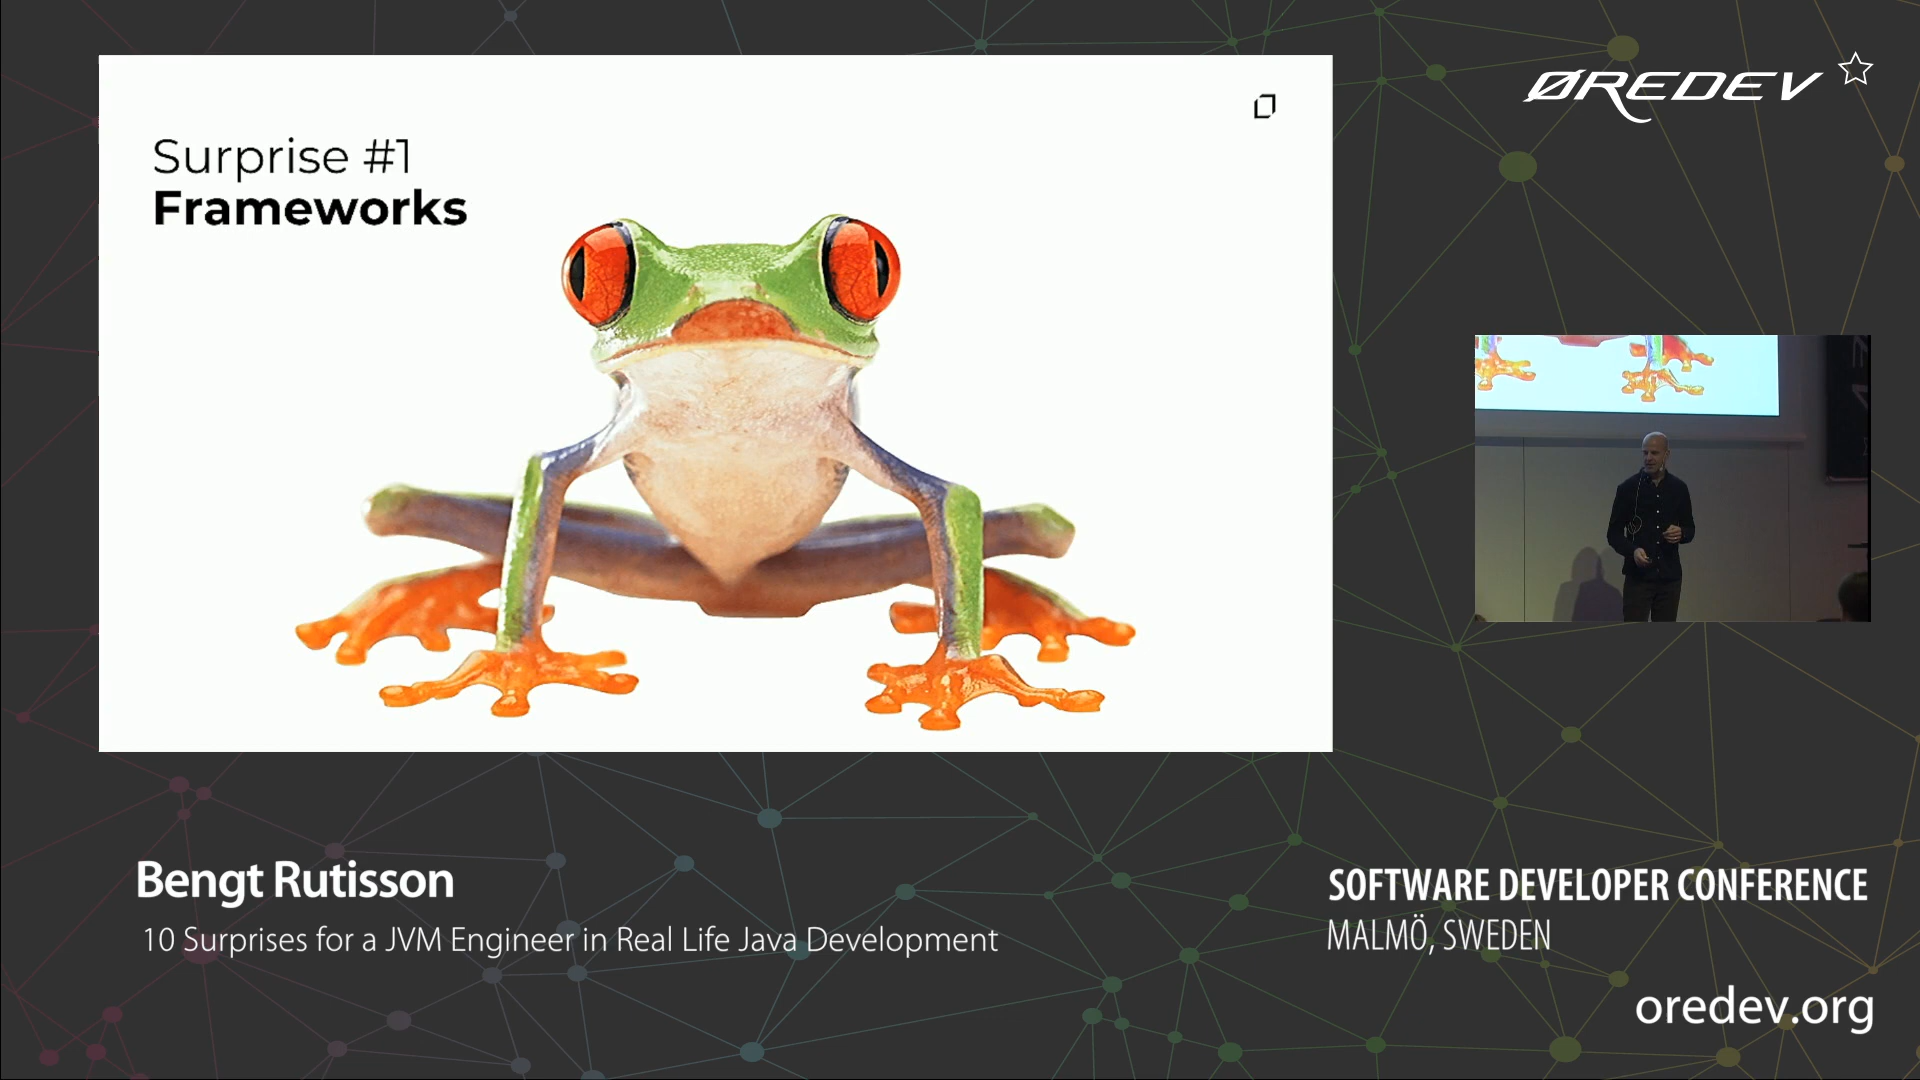 Surprise #1
Frameworks
ØREDEV
Bengt Rutisson
10 Surprises for a JVM Engineer in Real Life Java Development
SOFTWARE DEVELOPER CONFERENCE
MALMÖ, SWEDEN
oredev.org